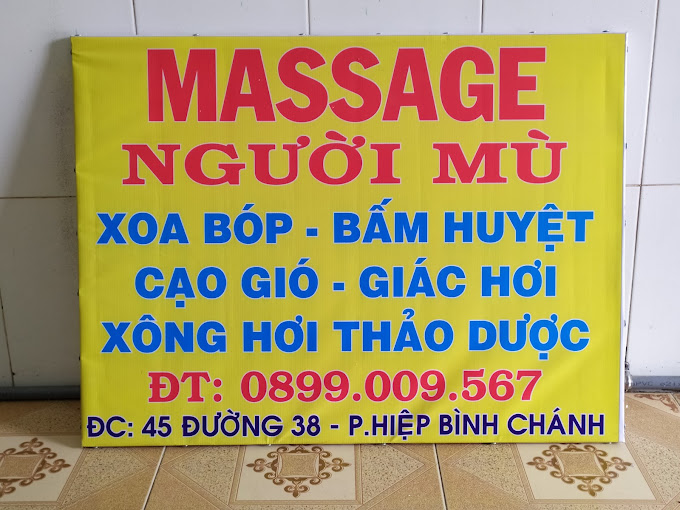 MASSAGE
NGƯỜI MÙ
XOA BÓP - BẤM HUYỆT
CẠO GIÓ - GIÁC HƠI
XÔNG HƠI THẢO DƯỢC
ĐT: 0899.009.567
ĐC: 45 ĐƯỜNG 38 - P.HIỆP BÌNH CHÁNH